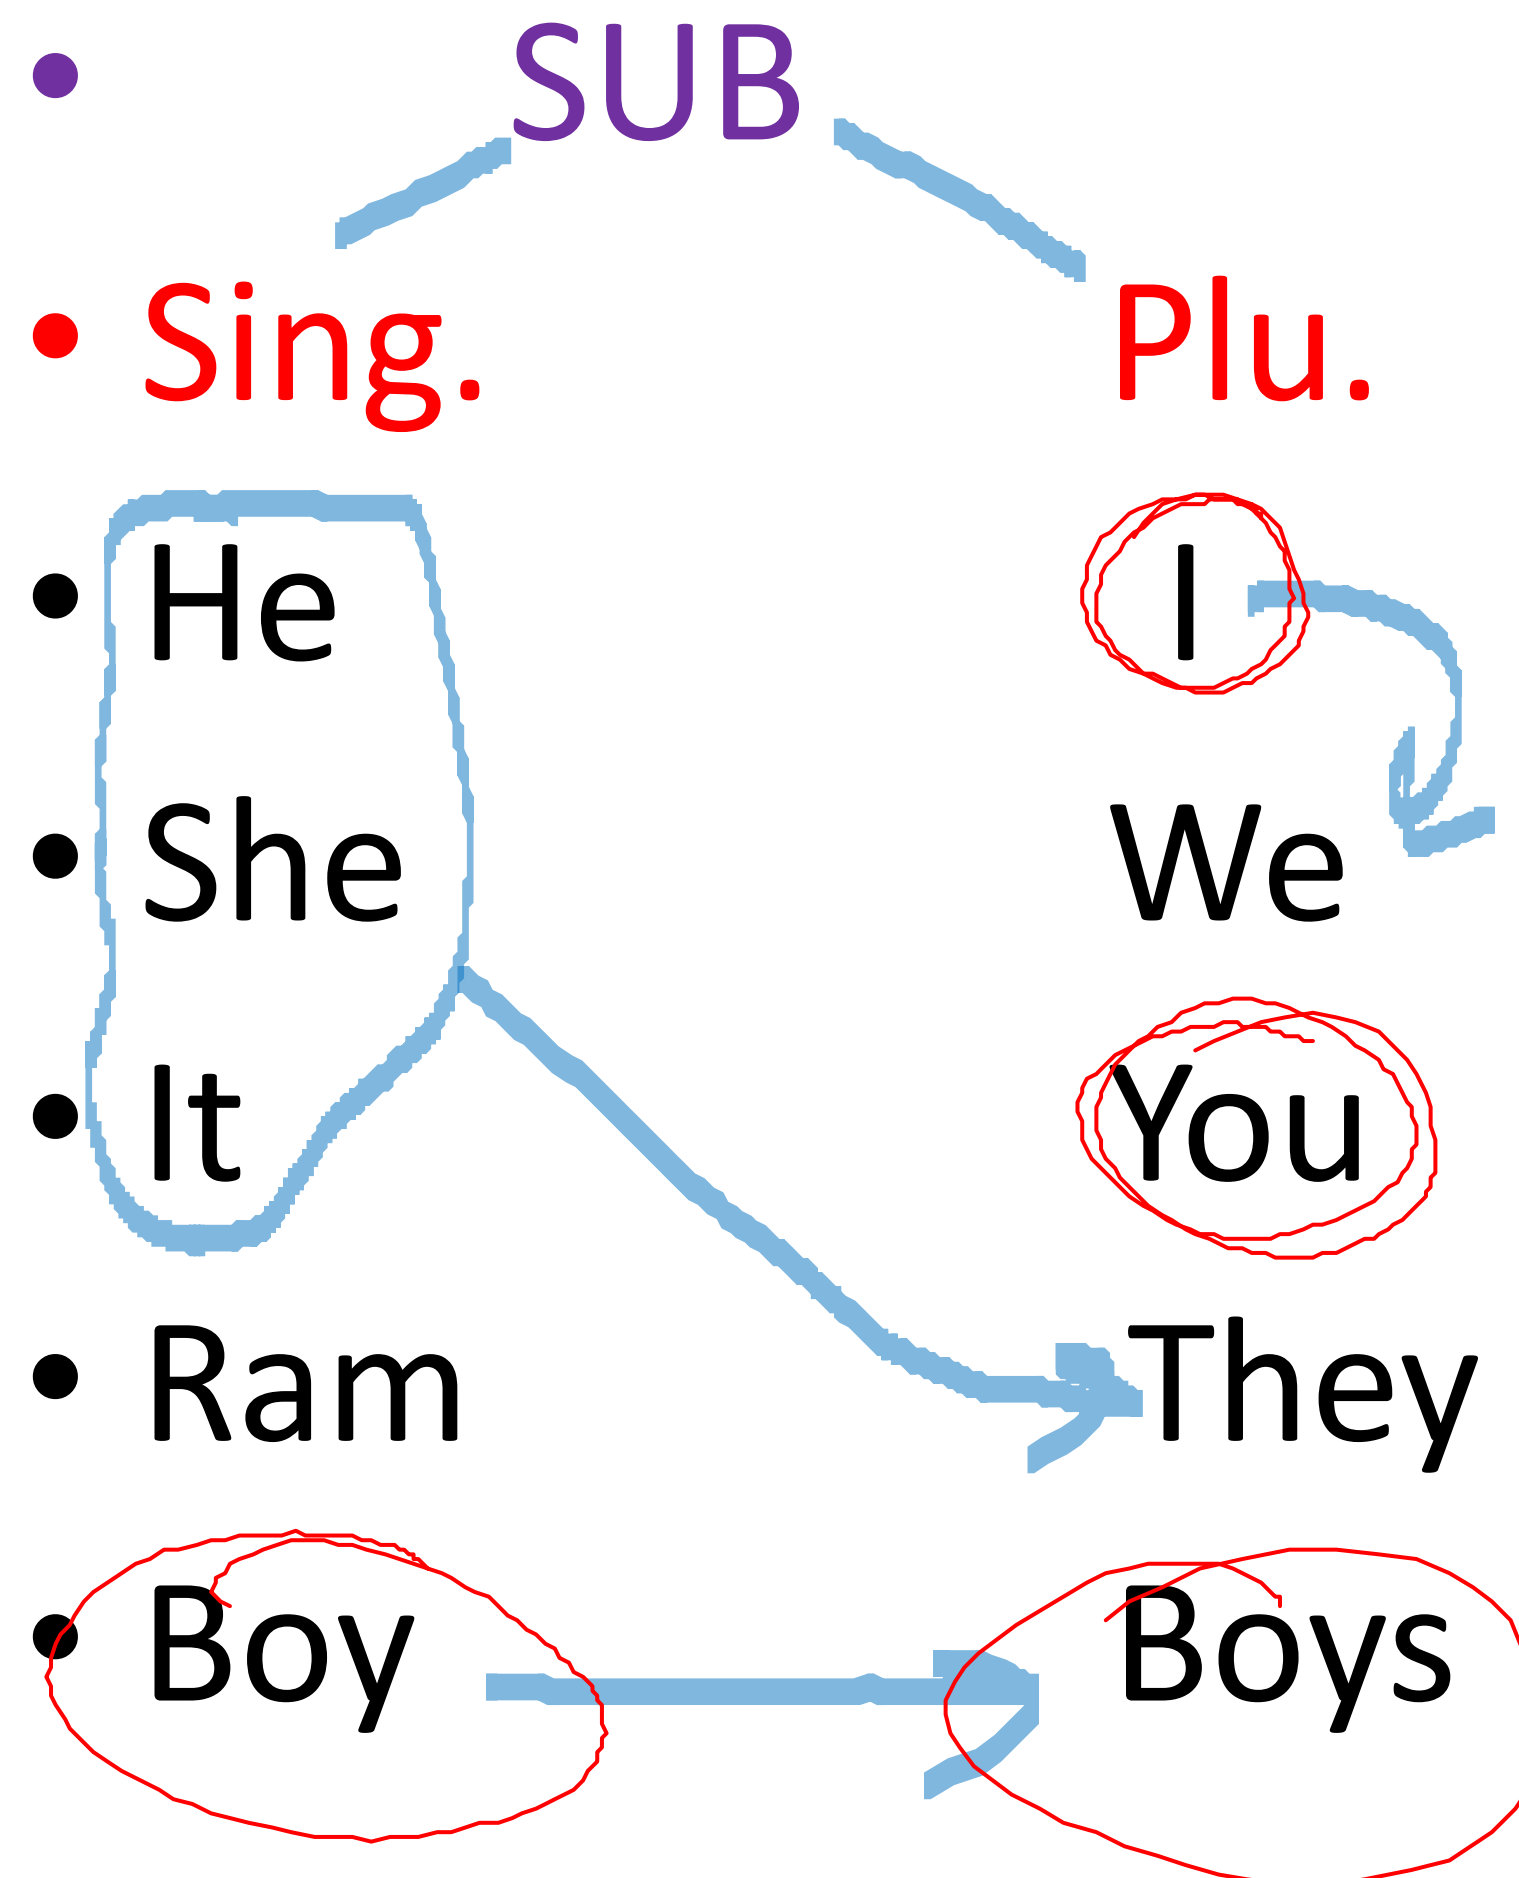 • SUB
• Sing. Plu.
• He I
• She We
• It You
• Ram They
• Boy Boys